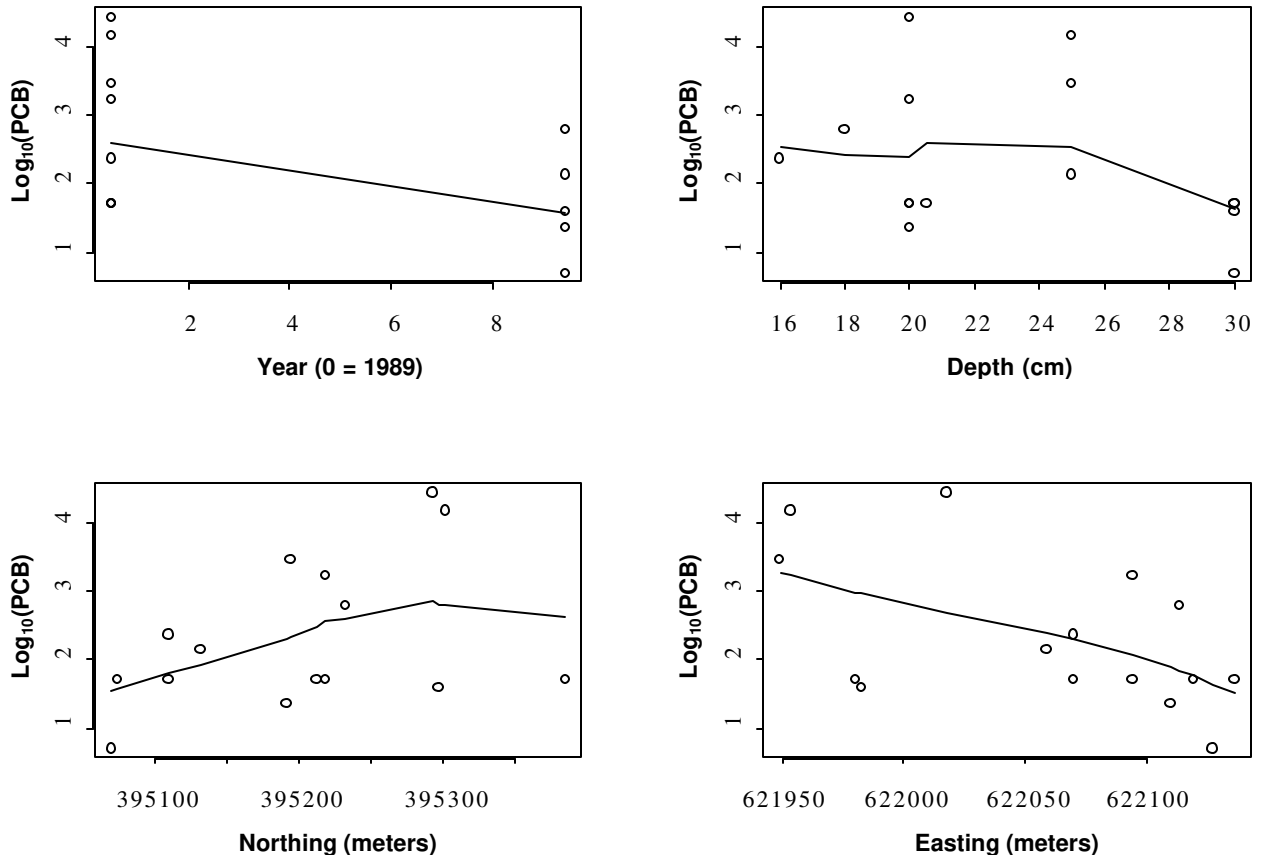 Log10(PCB)
4
3
2
1
2 4 6 8
Year (0 = 1989)
Log10(PCB)
4
3
2
1
16 18 20 22 24 26 28 30
Depth (cm)
Log10(PCB)
4
3
2
1
395100 395200 395300
Northing (meters)
Log10(PCB)
4
3
2
1
621950 622000 622050 622100
Easting (meters)